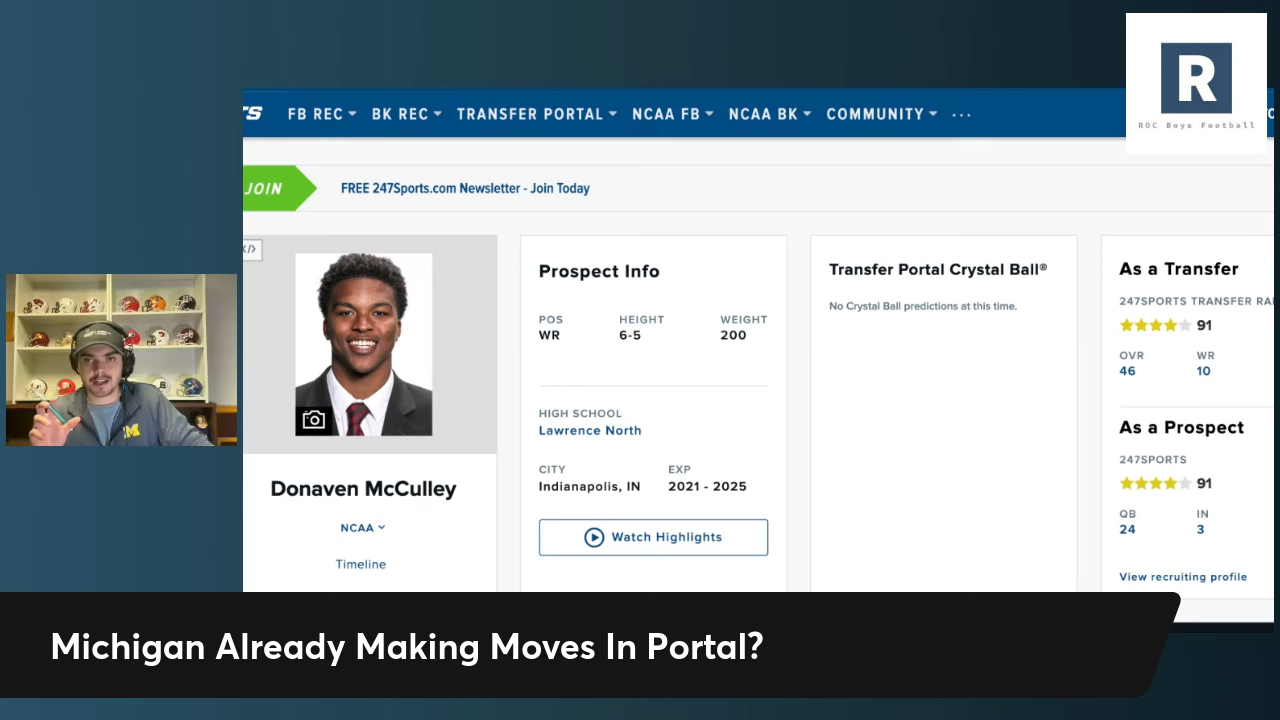 R
ROC Boys Football
TS FB REC BK REC TRANSFER PORTAL NCAA FB NCAA BK COMMUNITY ...
JOIN
FREE 247Sports.com Newsletter - Join Today
</>
Donaven McCulley
NCAA
Timeline
Prospect Info
POS HEIGHT WEIGHT
WR 6-5 200
HIGH SCHOOL
Lawrence North
CITY EXP
Indianapolis, IN 2021 - 2025
Watch Highlights
Transfer Portal Crystal Ball®
No Crystal Ball predictions at this time.
As a Transfer
247SPORTS TRANSFER RA
91
OVR WR
46 10
As a Prospect
247SPORTS
91
QB IN
24 3
View recruiting profile
M
Michigan Already Making Moves In Portal?